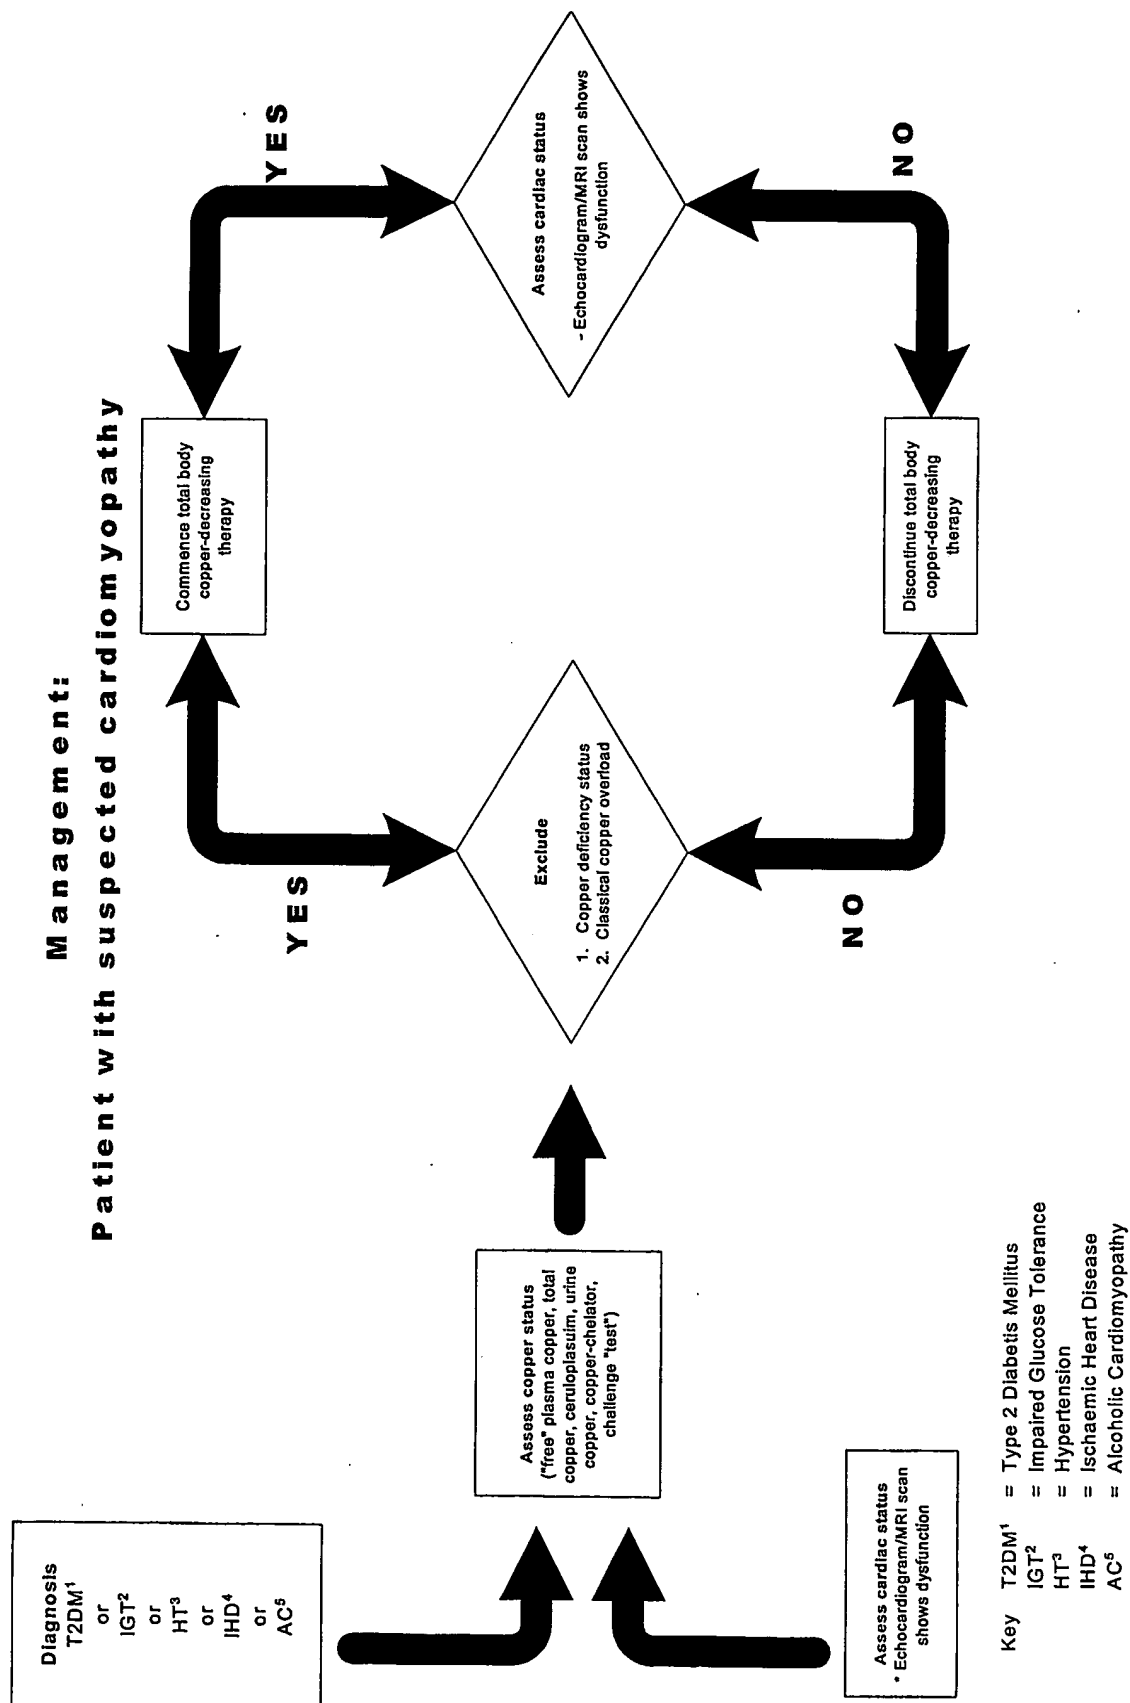 Management:
Patient with suspected cardiomyopathy
Diagnosis
T2DM¹
or
IGT²
or
HT³
or
IHD⁴
or
AC⁵
Assess cardiac status
* Echocardiogram/MRI scan
shows dysfunction
Assess copper status
("free" plasma copper, total
copper, ceruloplasuim, urine
copper, copper-chelator,
challenge "test")
Exclude
1. Copper deficiency status
2. Classical copper overload
YES
NO
Commence total body
copper-decreasing
therapy
Discontinue total body
copper-decreasing
therapy
YES
Assess cardiac status
- Echocardiogram/MRI scan shows
dysfunction
NO
Key T2DM¹ = Type 2 Diabetis Mellitus
IGT² = Impaired Glucose Tolerance
HT³ = Hypertension
IHD⁴ = Ischaemic Heart Disease
AC⁵ = Alcoholic Cardiomyopathy